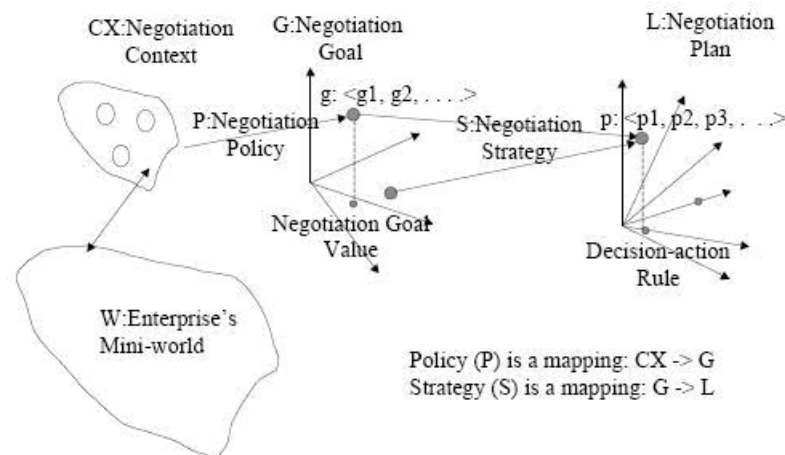 CX:Negotiation
Context
G:Negotiation
Goal
L:Negotiation
Plan
g: <g1, g2, . . . .>
P:Negotiation
Policy
S:Negotiation
Strategy
p: <p1, p2, p3, . . . .>
Negotiation Goal
Value
Decision-action
Rule
W:Enterprise's
Mini-world
Policy (P) is a mapping: CX -> G
Strategy (S) is a mapping: G -> L